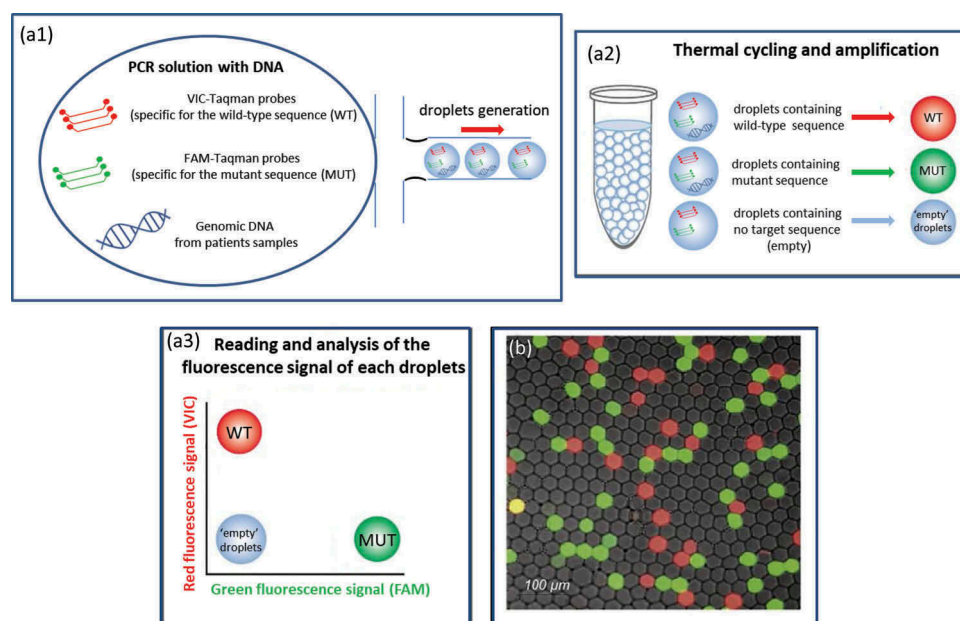 (a1)
PCR solution with DNA
VIC-Taqman probes
(specific for the wild-type sequence (WT)
FAM-Taqman probes
(specific for the mutant sequence (MUT)
Genomic DNA
from patients samples
droplets generation
(a2)
Thermal cycling and amplification
droplets containing
wild-type sequence
WT
droplets containing
mutant sequence
MUT
droplets containing
no target sequence
(empty)
'empty'
droplets
(a3)
Reading and analysis of the
fluorescence signal of each droplets
Red fluorescence signal (VIC)
WT
'empty'
droplets
MUT
Green fluorescence signal (FAM)
(b)
100 µm